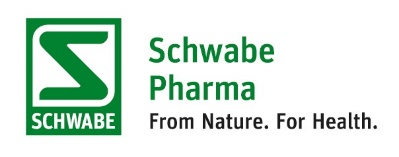 SCHWABE
Schwabe
Pharma
From Nature. For Health.